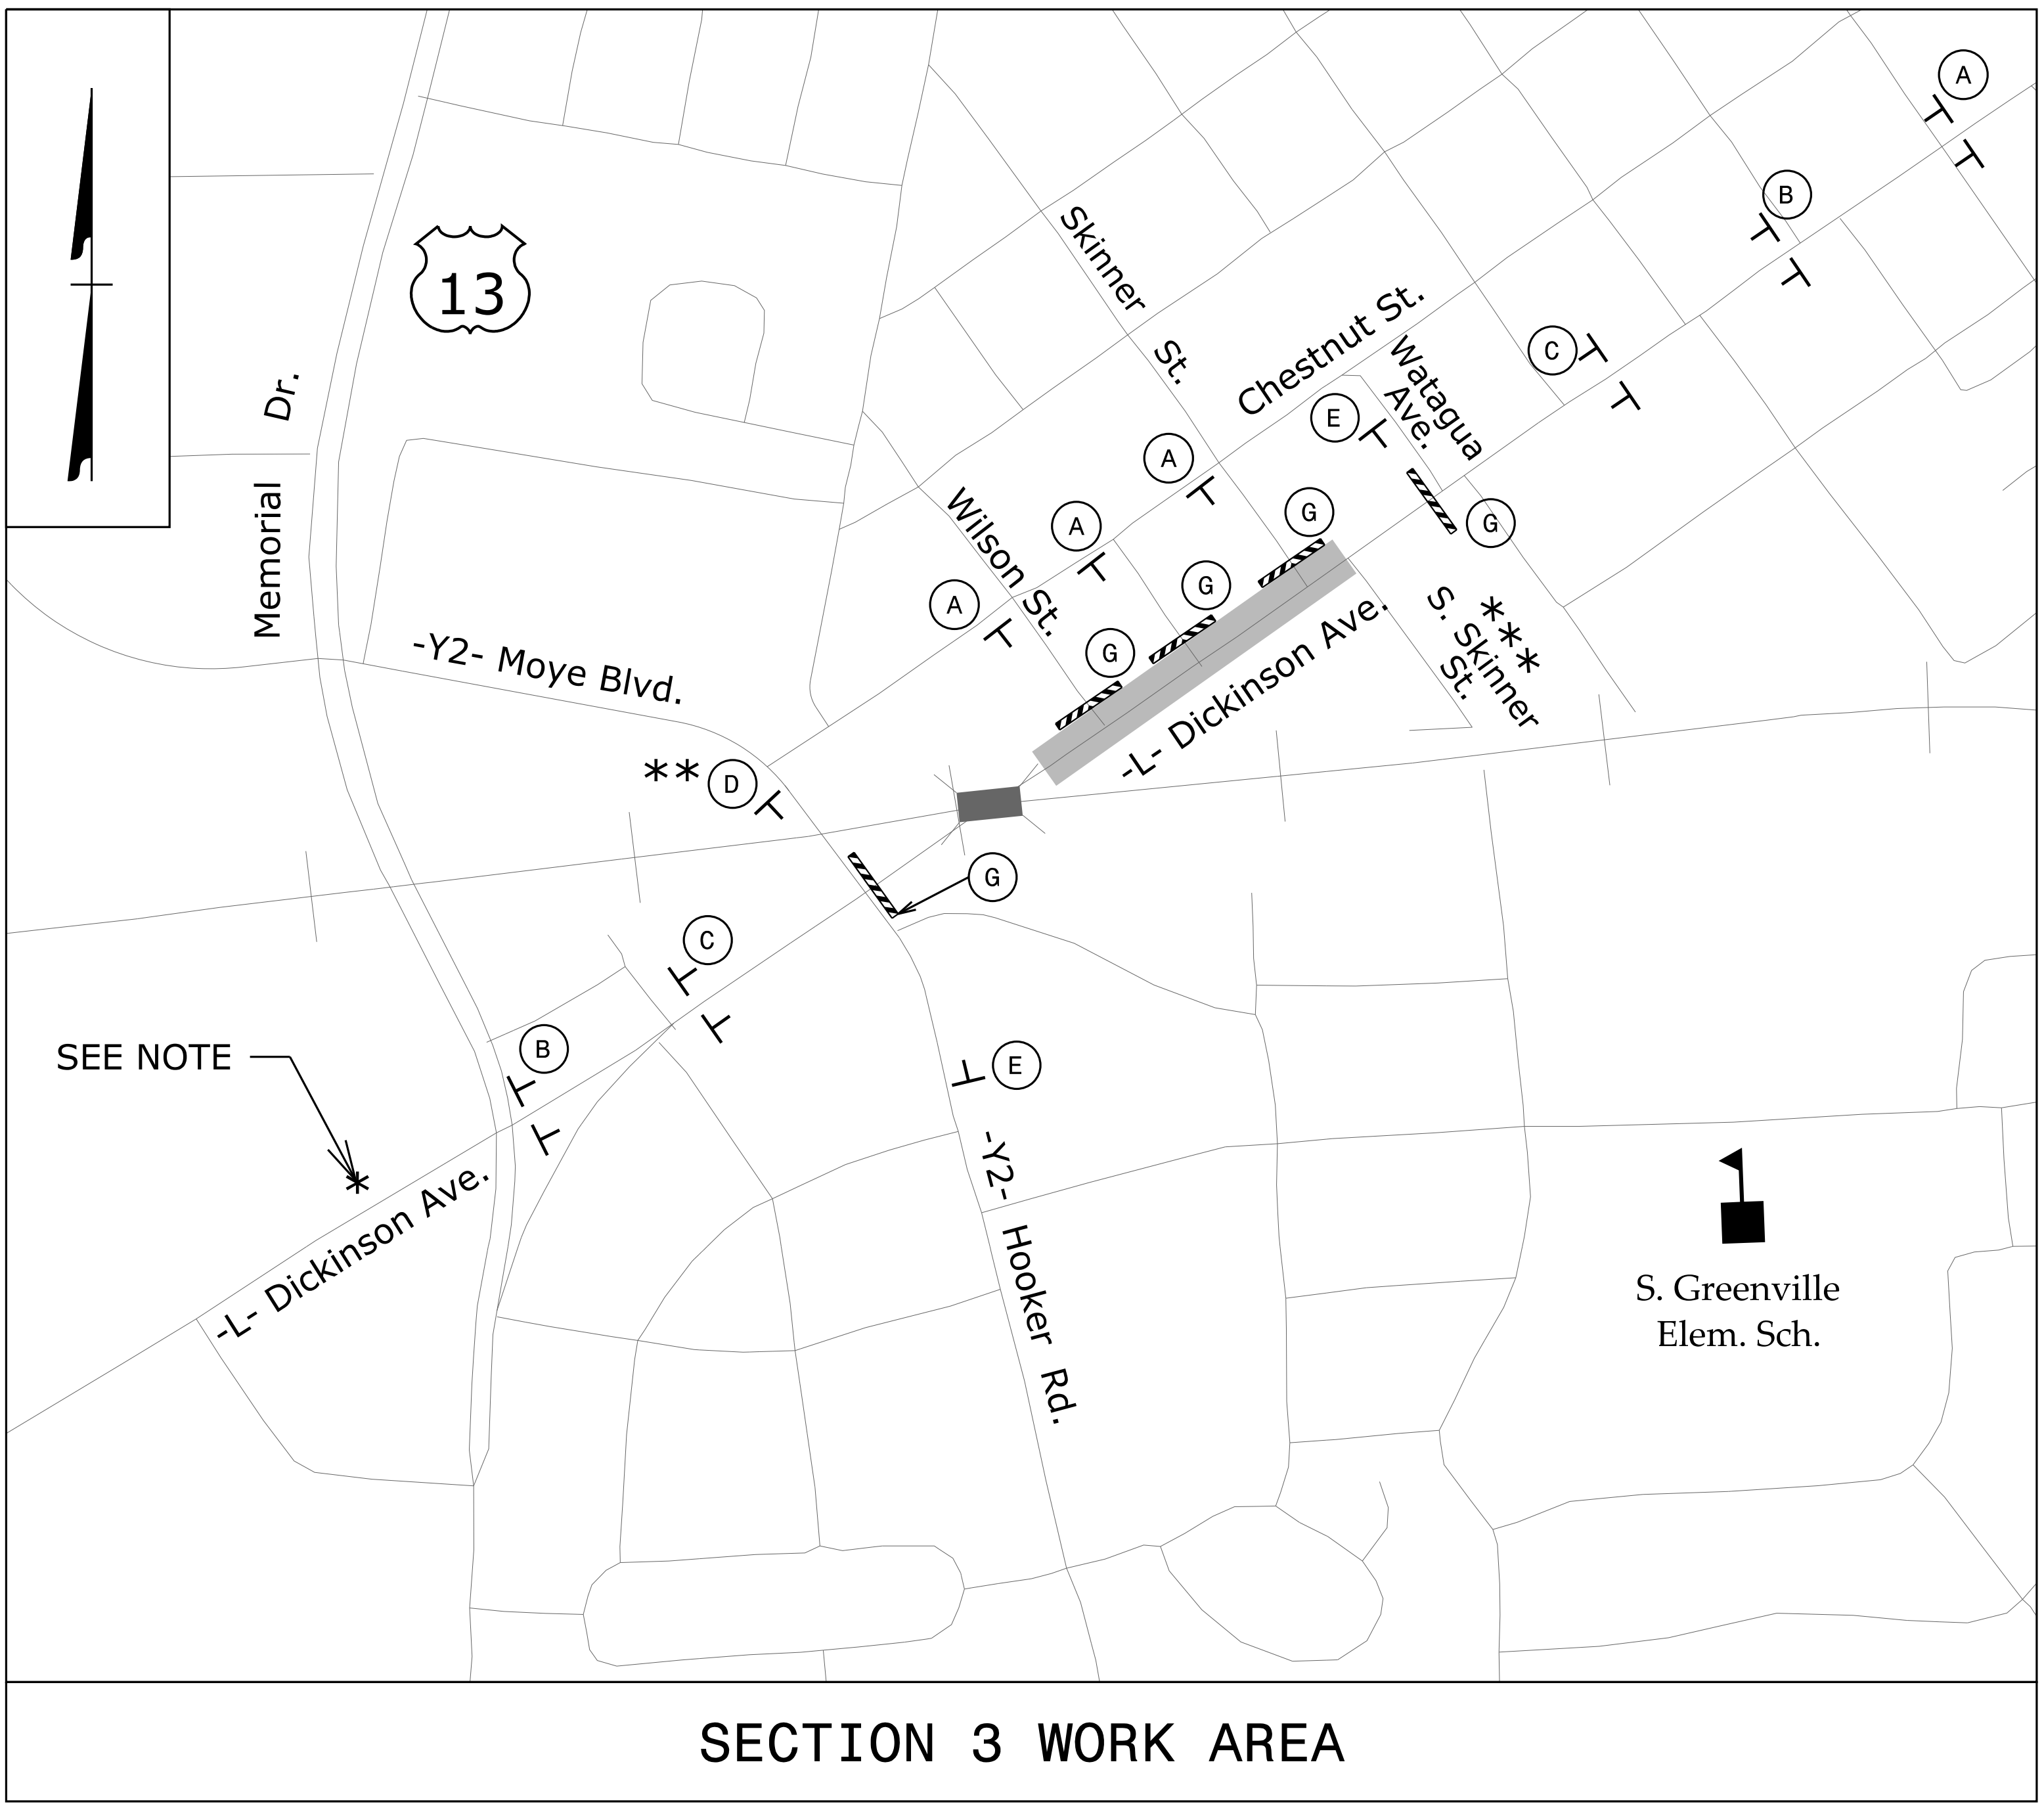 A
B
13
Skinner
St.
Chestnut St.
Watagua
Ave.
C
E
A
Dr.
Memorial
A
G
G
Wilson
St.
A
G
G
-Y2- Moye Blvd.
S. Skinner
St.
***
-L- Dickinson Ave.
** D
G
C
SEE NOTE
B
E
*
-L- Dickinson Ave.
-Y2- Hooker Rd.
S. Greenville
Elem. Sch.
SECTION 3 WORK AREA